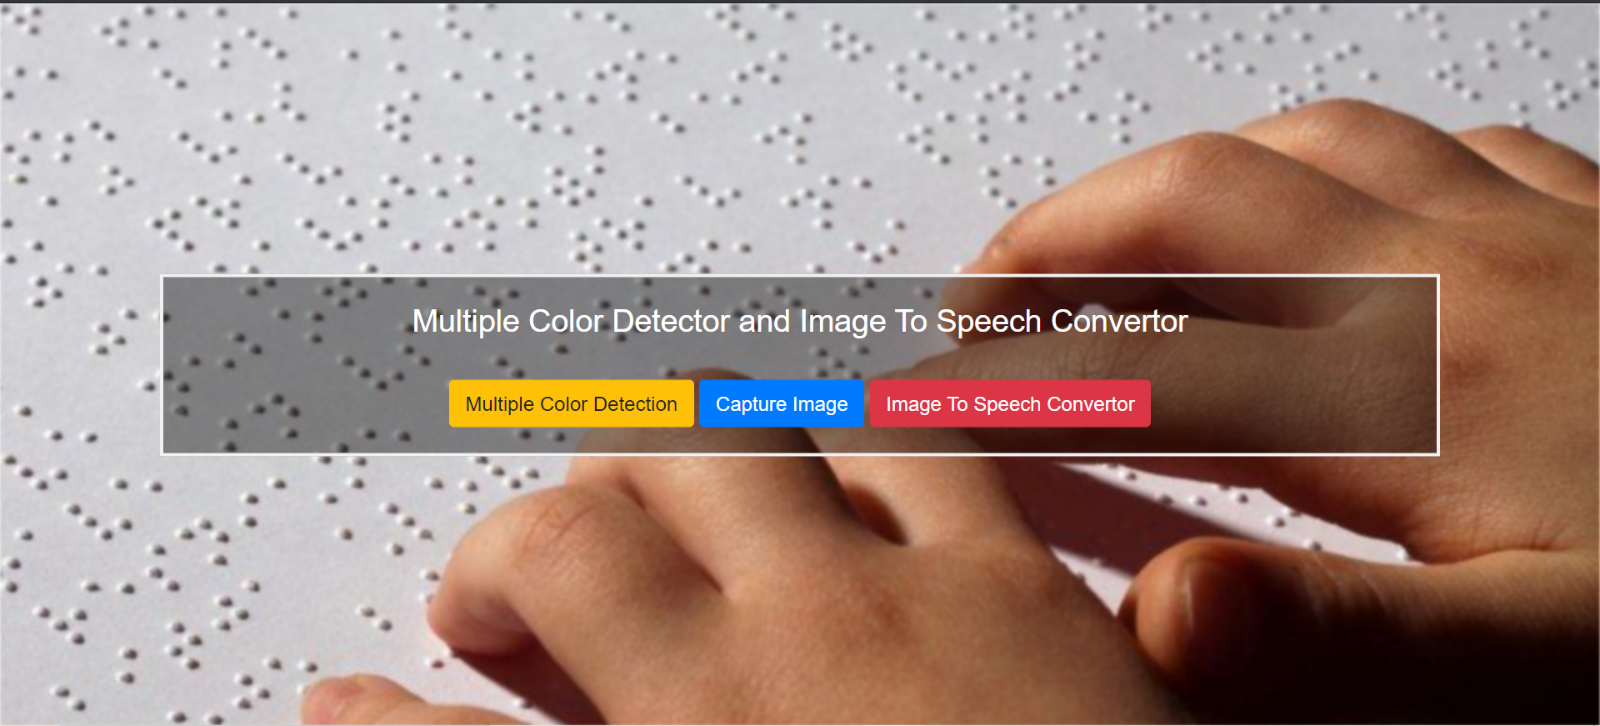 Multiple Color Detector and Image To Speech Convertor
Multiple Color Detection Capture Image Image To Speech Convertor